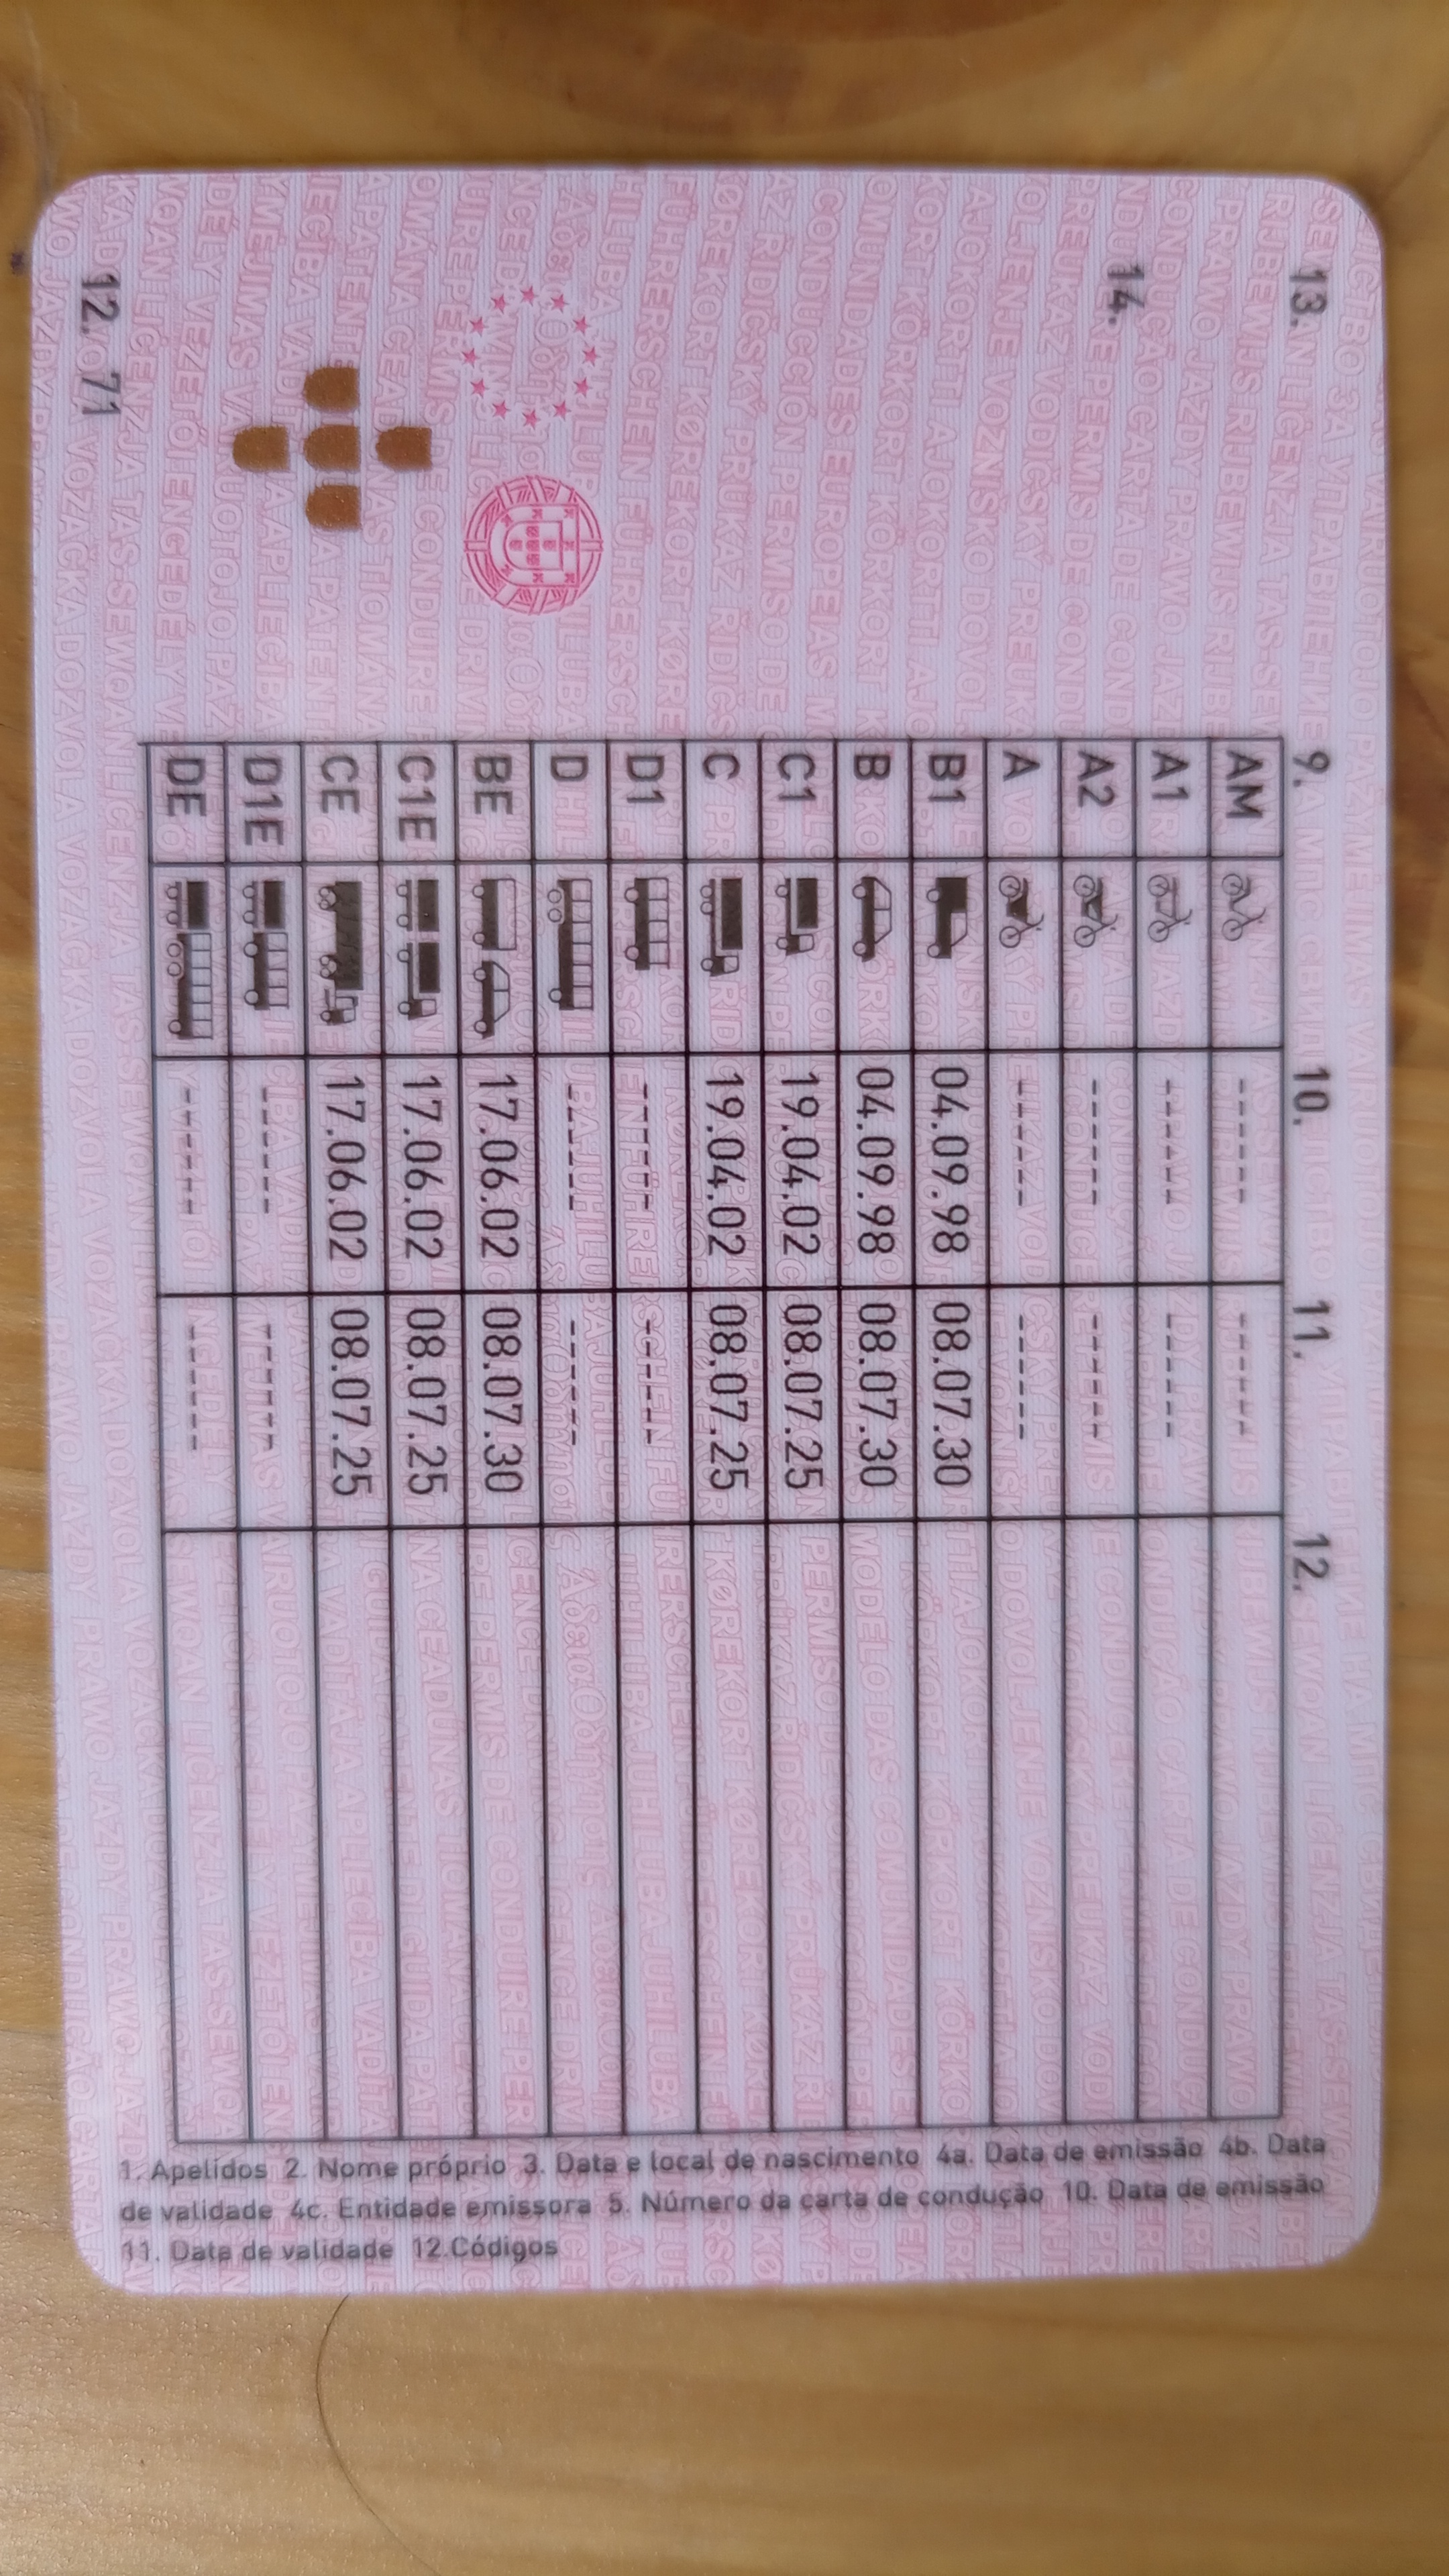 13.
14.
12. 71
9. 10. 11. 12.
AM ------ ------
A1 ------ ------
A2 ------ ------
A ------ ------
B1 04.09.98 08.07.30
B 04.09.98 08.07.30
C1 19.04.02 08.07.25
C 19.04.02 08.07.25
D1 ------ ------
D ------ ------
BE 17.06.02 08.07.30
C1E 17.06.02 08.07.25
CE 17.06.02 08.07.25
D1E ------ ------
DE ------ ------
1. Apelidos 2. Nome próprio 3. Data e local de nascimento 4a. Data de emissão 4b. Data
de validade 4c. Entidade emissora 5. Número da carta de condução 10. Data de emissão
11. Data de validade 12.Códigos